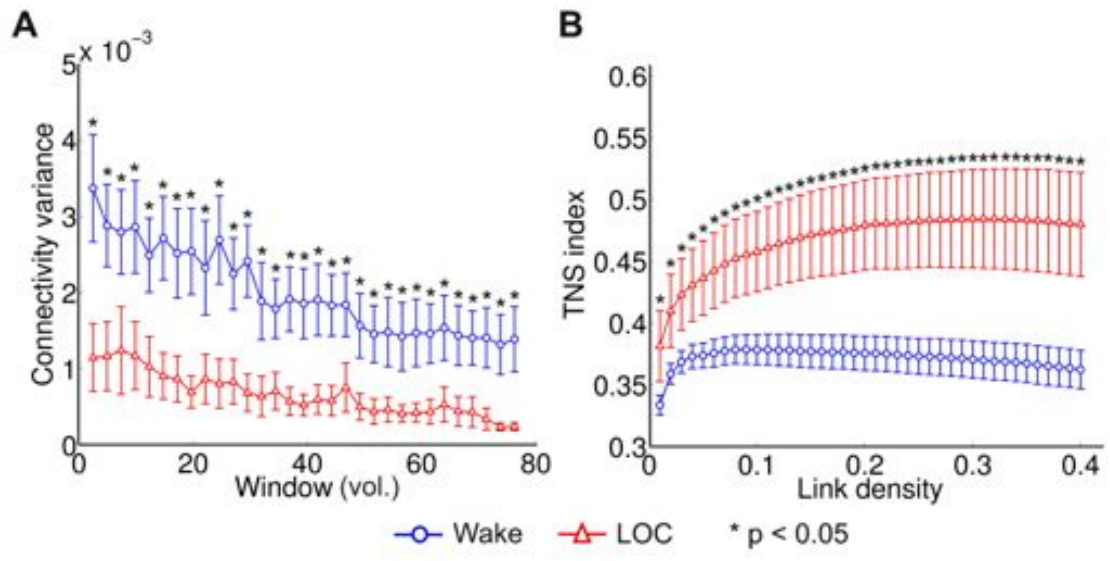 A
B
5 x 10⁻³
4
3
2
1
0
Connectivity variance
0 20 40 60 80
Window (vol.)
0.6
0.55
0.5
0.45
0.4
0.35
0.3
TNS index
0 0.1 0.2 0.3 0.4
Link density
Wake LOC * p < 0.05